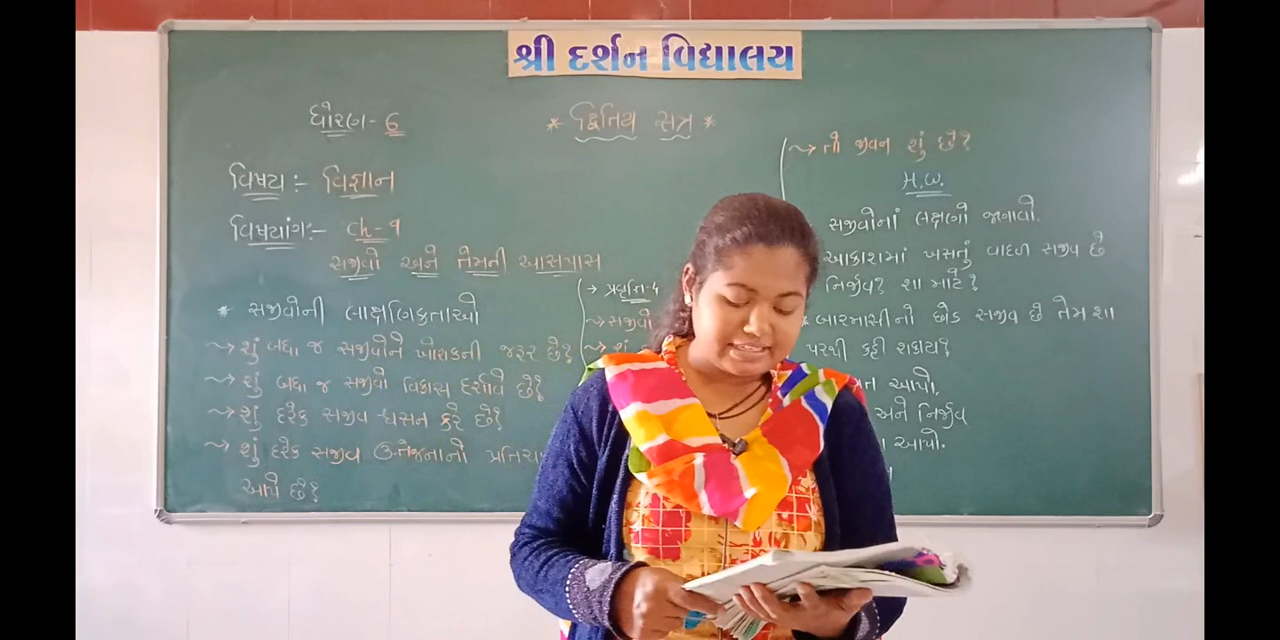 શ્રી દર્શન વિદ્યાલય
ધોરણ - 6
* દ્વિતિય સત્ર *
વિષય :- વિજ્ઞાન
વિષયાંગ :- ch - 9
સજીવો અને તેમની આસપાસ
* સજીવોની લાક્ષણિકતાઓ
→ શું બધા જ સજીવોને ખોરાકની જરૂર છે?
→ શું બધા જ સજીવો વિકાસ દર્શાવે છે?
→ શું દરેક સજીવ શ્વસન કરે છે?
→ શું દરેક સજીવ ઉત્તેજનાનો પ્રતિચાર
આપે છે?
→ પ્રવૃત્તિ - 4
→ સજીવો
→ શું
→ તો જીવન શું છે?
H.W.
સજીવોનાં લક્ષણો જણાવો.
આકાશમાં ખસતું વાદળ સજીવ છે
નિર્જીવ? શા માટે?
* બારમાસીનો છોડ સજીવ છે તેમ શા
પરથી કહી શકાય?
આપો.
અને નિર્જીવ
આપો.